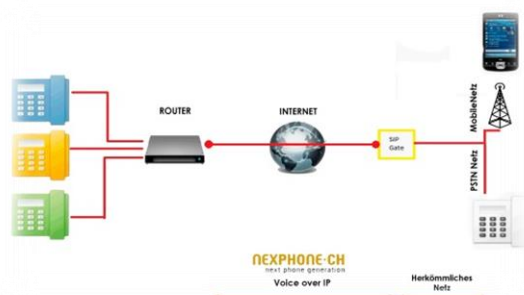 ROUTER
INTERNET
SIP
Gate
MobileNetz
PSTN Netz
NEXPHONE·CH
next phone generation
Voice over IP
Herkömmliches
Netz